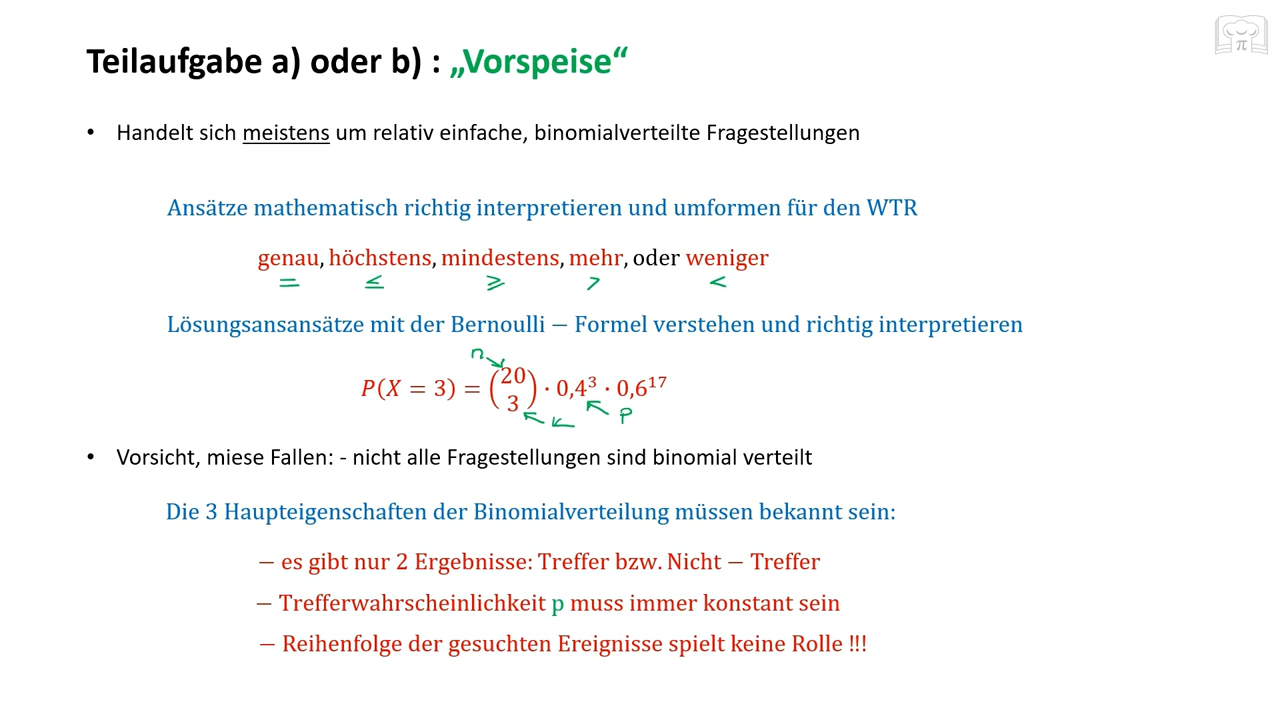 Teilaufgabe a) oder b) : „Vorspeise“
• Handelt sich meistens um relativ einfache, binomialverteilte Fragestellungen
Ansätze mathematisch richtig interpretieren und umformen für den WTR
genau, höchstens, mindestens, mehr, oder weniger
= ≤ ≥ > <
Lösungsansansätze mit der Bernoulli − Formel verstehen und richtig interpretieren
n
P(X = 3) = (20 3) · 0,4³ · 0,6¹⁷
k p
• Vorsicht, miese Fallen: - nicht alle Fragestellungen sind binomial verteilt
Die 3 Haupteigenschaften der Binomialverteilung müssen bekannt sein:
− es gibt nur 2 Ergebnisse: Treffer bzw. Nicht − Treffer
− Trefferwahrscheinlichkeit p muss immer konstant sein
− Reihenfolge der gesuchten Ereignisse spielt keine Rolle !!!
π